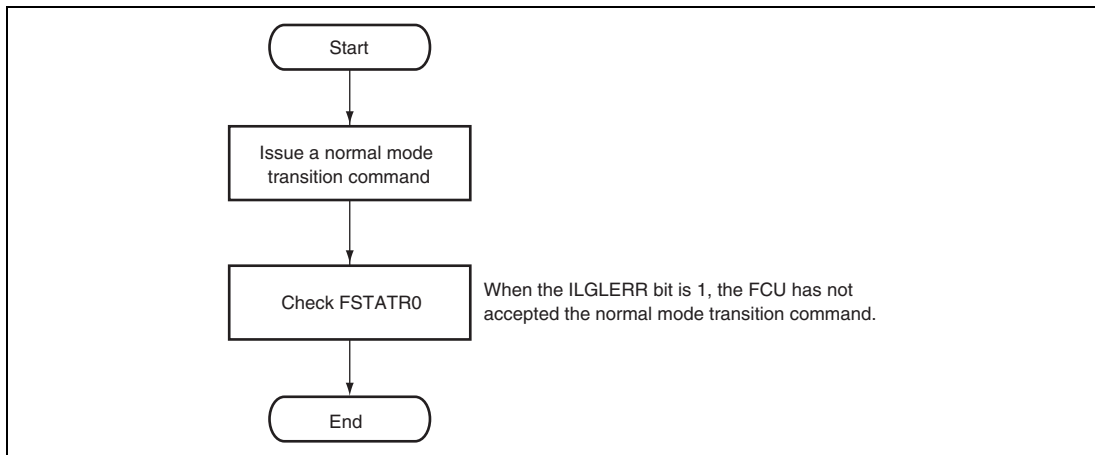 Start
Issue a normal mode
transition command
Check FSTATR0
When the ILGLERR bit is 1, the FCU has not
accepted the normal mode transition command.
End